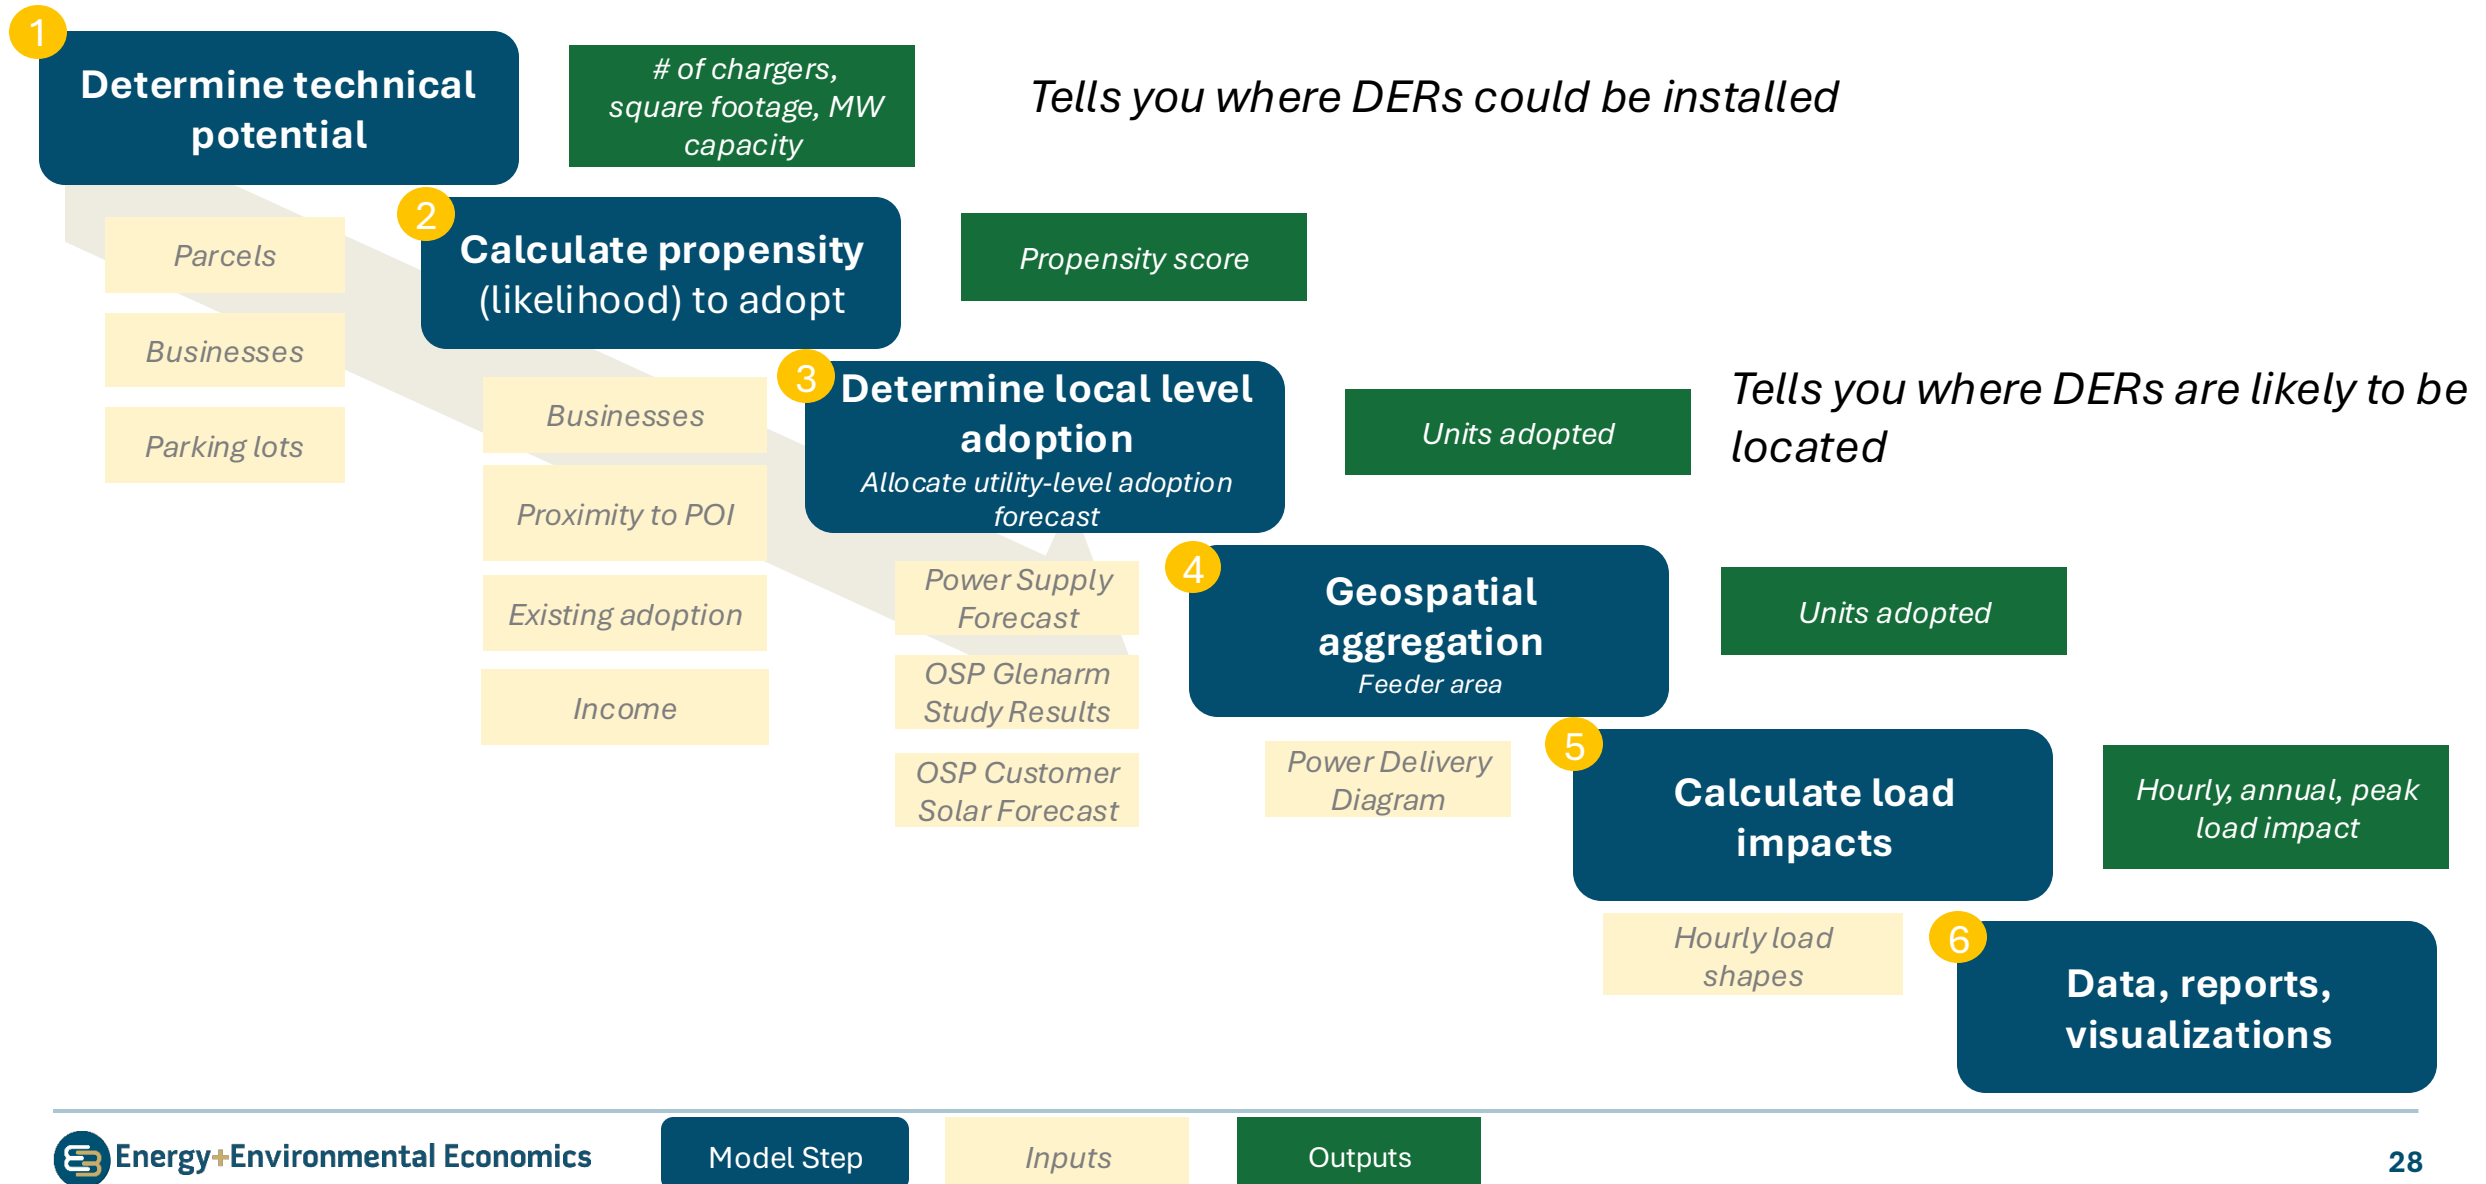 1
Determine technical
potential
# of chargers,
square footage, MW
capacity
Tells you where DERs could be installed
Parcels
Businesses
Parking lots
2
Calculate propensity
(likelihood) to adopt
Propensity score
Businesses
Proximity to POI
Existing adoption
Income
3
Determine local level
adoption
Allocate utility-level adoption
forecast
Units adopted
Tells you where DERs are likely to be
located
Power Supply
Forecast
OSP Glenarm
Study Results
OSP Customer
Solar Forecast
4
Geospatial
aggregation
Feeder area
Units adopted
Power Delivery
Diagram
5
Calculate load
impacts
Hourly, annual, peak
load impact
Hourly load
shapes
6
Data, reports,
visualizations
Energy+Environmental Economics
Model Step
Inputs
Outputs
28